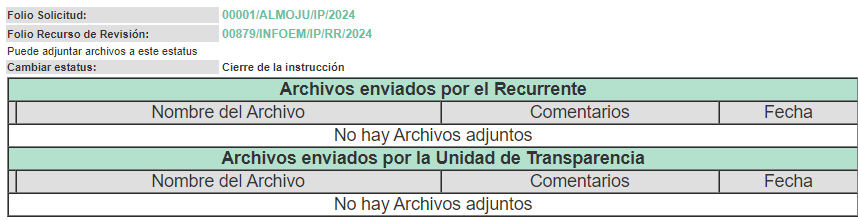 Folio Solicitud: 00001/ALMOJU/IP/2024
Folio Recurso de Revisión: 00879/INFOEM/IP/RR/2024
Puede adjuntar archivos a este estatus
Cambiar estatus: Cierre de la instrucción
Archivos enviados por el Recurrente
Nombre del Archivo Comentarios Fecha
No hay Archivos adjuntos
Archivos enviados por la Unidad de Transparencia
Nombre del Archivo Comentarios Fecha
No hay Archivos adjuntos